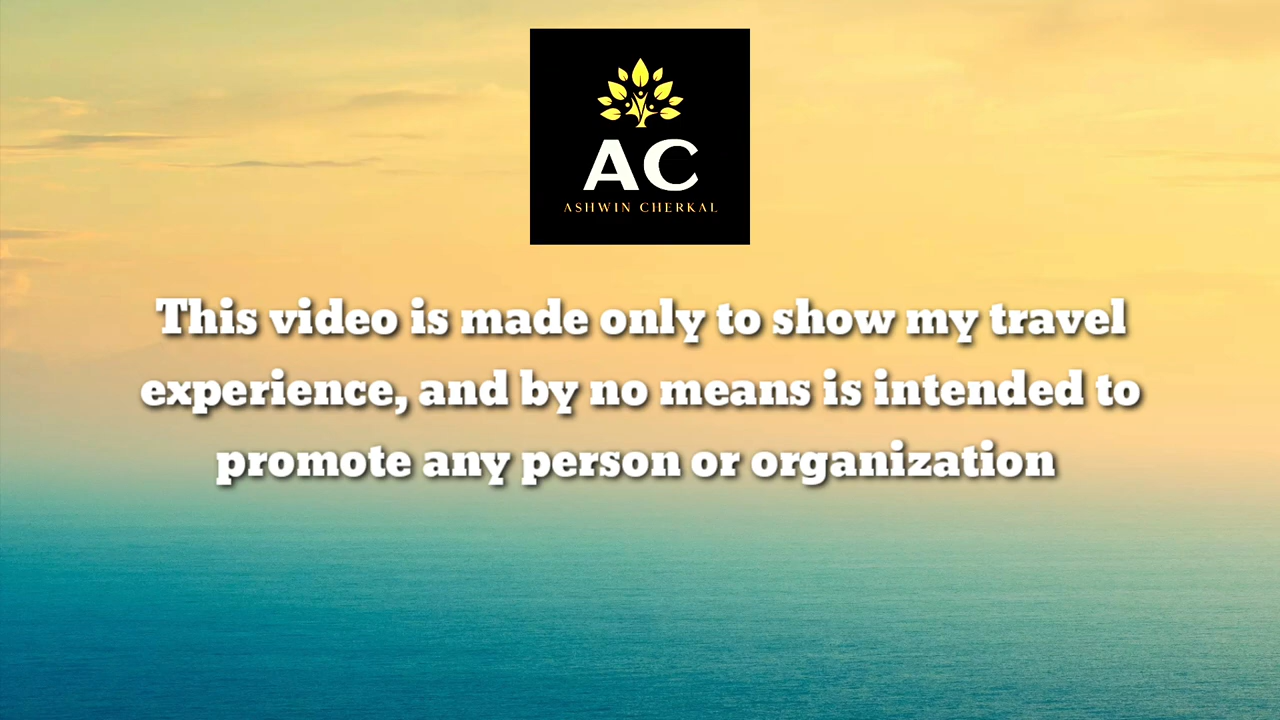 AC
ASHWIN CHERKAL
This video is made only to show my travel
experience, and by no means is intended to
promote any person or organization